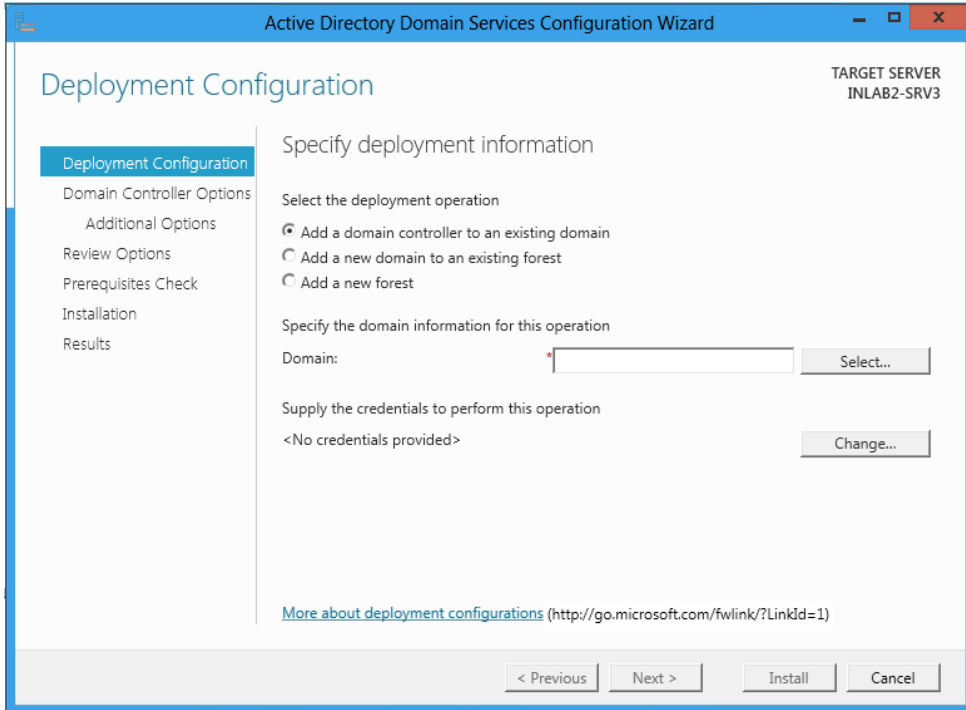 Active Directory Domain Services Configuration Wizard
Deployment Configuration
TARGET SERVER
INLAB2-SRV3
Deployment Configuration
Domain Controller Options
Additional Options
Review Options
Prerequisites Check
Installation
Results
Specify deployment information
Select the deployment operation
Add a domain controller to an existing domain
Add a new domain to an existing forest
Add a new forest
Specify the domain information for this operation
Domain: *
Select...
Supply the credentials to perform this operation
<No credentials provided>
Change...
More about deployment configurations (http://go.microsoft.com/fwlink/?LinkId=1)
< Previous
Next >
Install
Cancel